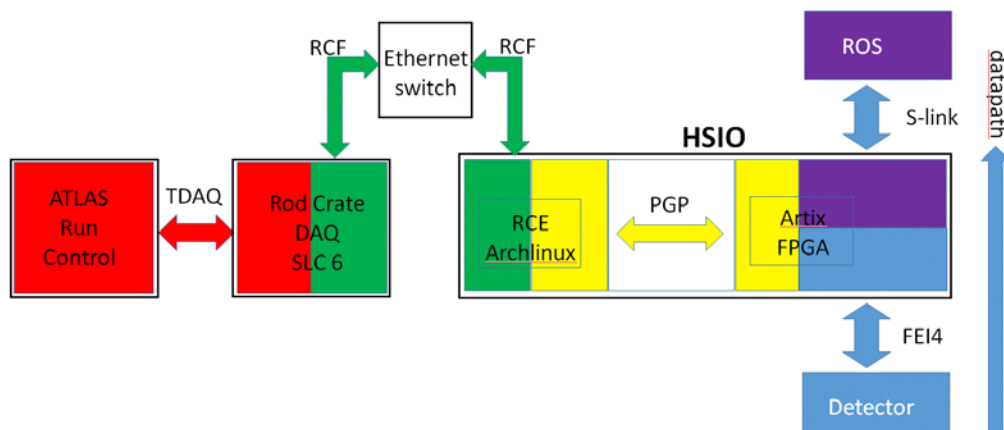 RCF
Ethernet
switch
RCF
ROS
S-link
datapath
HSIO
ATLAS
Run
Control
TDAQ
Rod Crate
DAQ
SLC 6
RCE
Archlinux
PGP
Artix
FPGA
FEI4
Detector